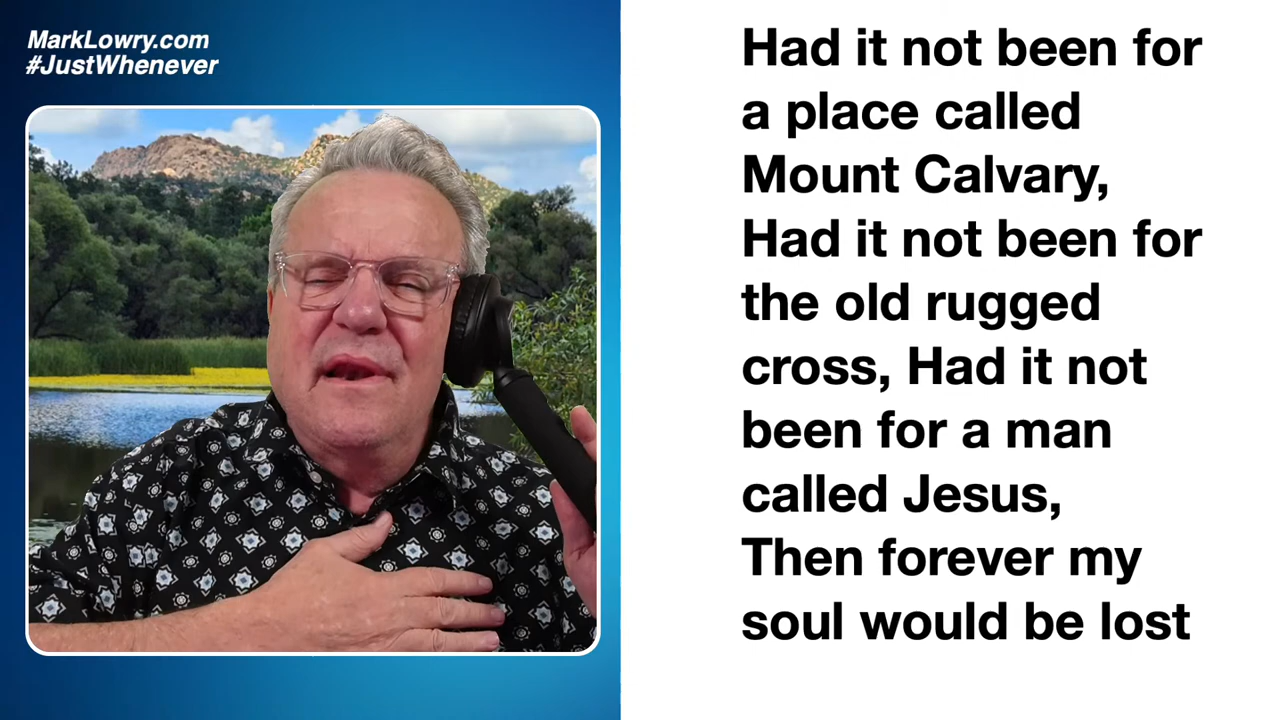 MarkLowry.com
#JustWhenever
Had it not been for
a place called
Mount Calvary,
Had it not been for
the old rugged
cross, Had it not
been for a man
called Jesus,
Then forever my
soul would be lost